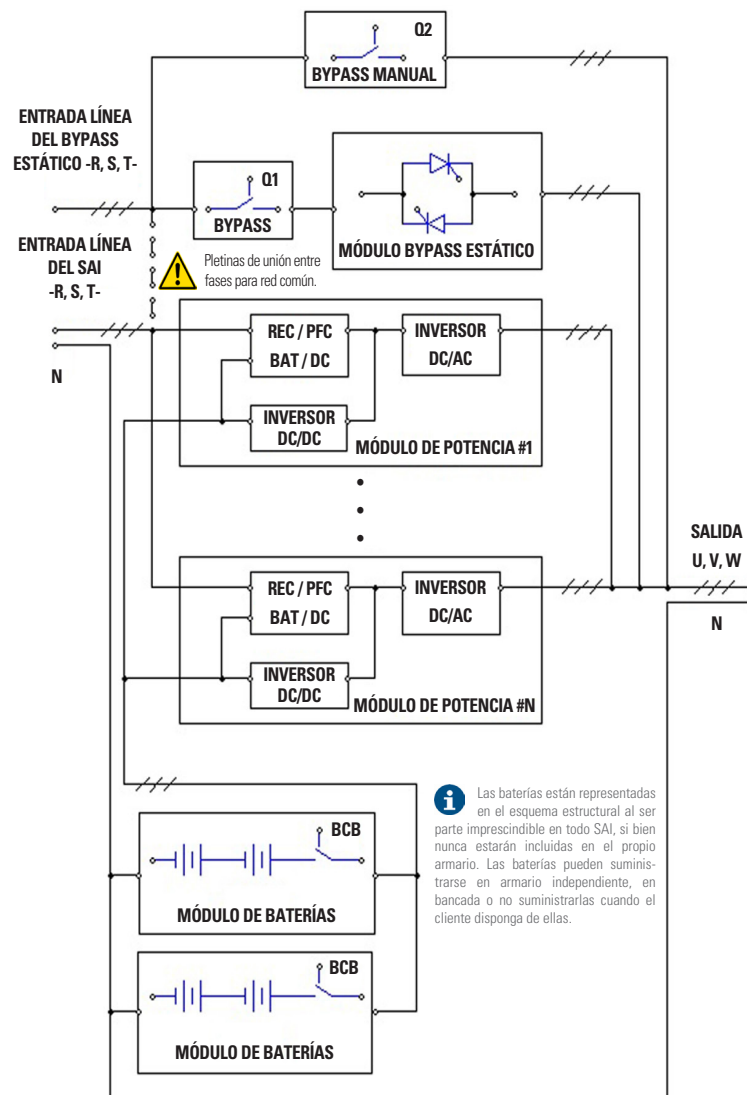 Q2
BYPASS MANUAL
ENTRADA LÍNEA
DEL BYPASS
ESTÁTICO -R, S, T-
Q1
BYPASS
MÓDULO BYPASS ESTÁTICO
ENTRADA LÍNEA
DEL SAI
-R, S, T-
Pletinas de unión entre
fases para red común.
N
REC / PFC
BAT / DC
INVERSOR
DC/AC
INVERSOR
DC/DC
MÓDULO DE POTENCIA #1
SALIDA
U, V, W
N
REC / PFC
BAT / DC
INVERSOR
DC/AC
INVERSOR
DC/DC
MÓDULO DE POTENCIA #N
i
Las baterías están representadas
en el esquema estructural al ser
parte imprescindible en todo SAI, si bien
nunca estarán incluidas en el propio
armario. Las baterías pueden suminis-
trarse en armario independiente, en
bancada o no suministrarlas cuando el
cliente disponga de ellas.
BCB
MÓDULO DE BATERÍAS
BCB
MÓDULO DE BATERÍAS